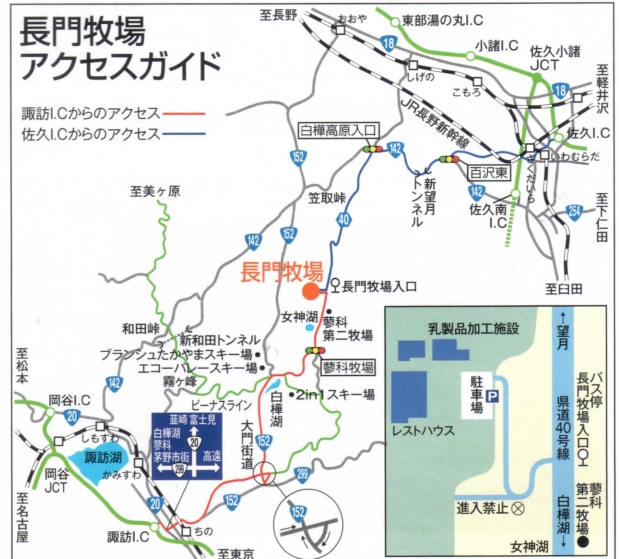 長門牧場
アクセスガイド
諏訪I.Cからのアクセス
佐久I.Cからのアクセス
至長野
おおや
東部湯の丸I.C
18
小諸I.C
佐久小諸
JCT
しげの
こもろ
18
至軽井沢
JR長野新幹線
佐久I.C
いわむらだ
さくだいら
白樺高原入口
142
152
百沢東
新望月
トンネル
142
佐久南
I.C
254
至下仁田
至臼田
至美ヶ原
笠取峠
40
152
142
152
長門牧場
長門牧場入口
女神湖
蓼科
第二牧場
蓼科牧場
和田峠
新和田トンネル
ブランシュたかやまスキー場
エコーバレースキー場
霧ヶ峰
ビーナスライン
白樺湖
2in1スキー場
至松本
142
岡谷I.C
20
しもすわ
諏訪湖
かみすわ
岡谷
JCT
至名古屋
韮崎 富士見
白樺湖
蓼科
茅野市街
20
299
高遠
大門街道
152
299
20
152
ちの
諏訪I.C
至東京
152
乳製品加工施設
レストハウス
駐車場
P
進入禁止
女神湖
←望月
県道40号線
白樺湖→
バス停
長門牧場入口
蓼科
第二牧場